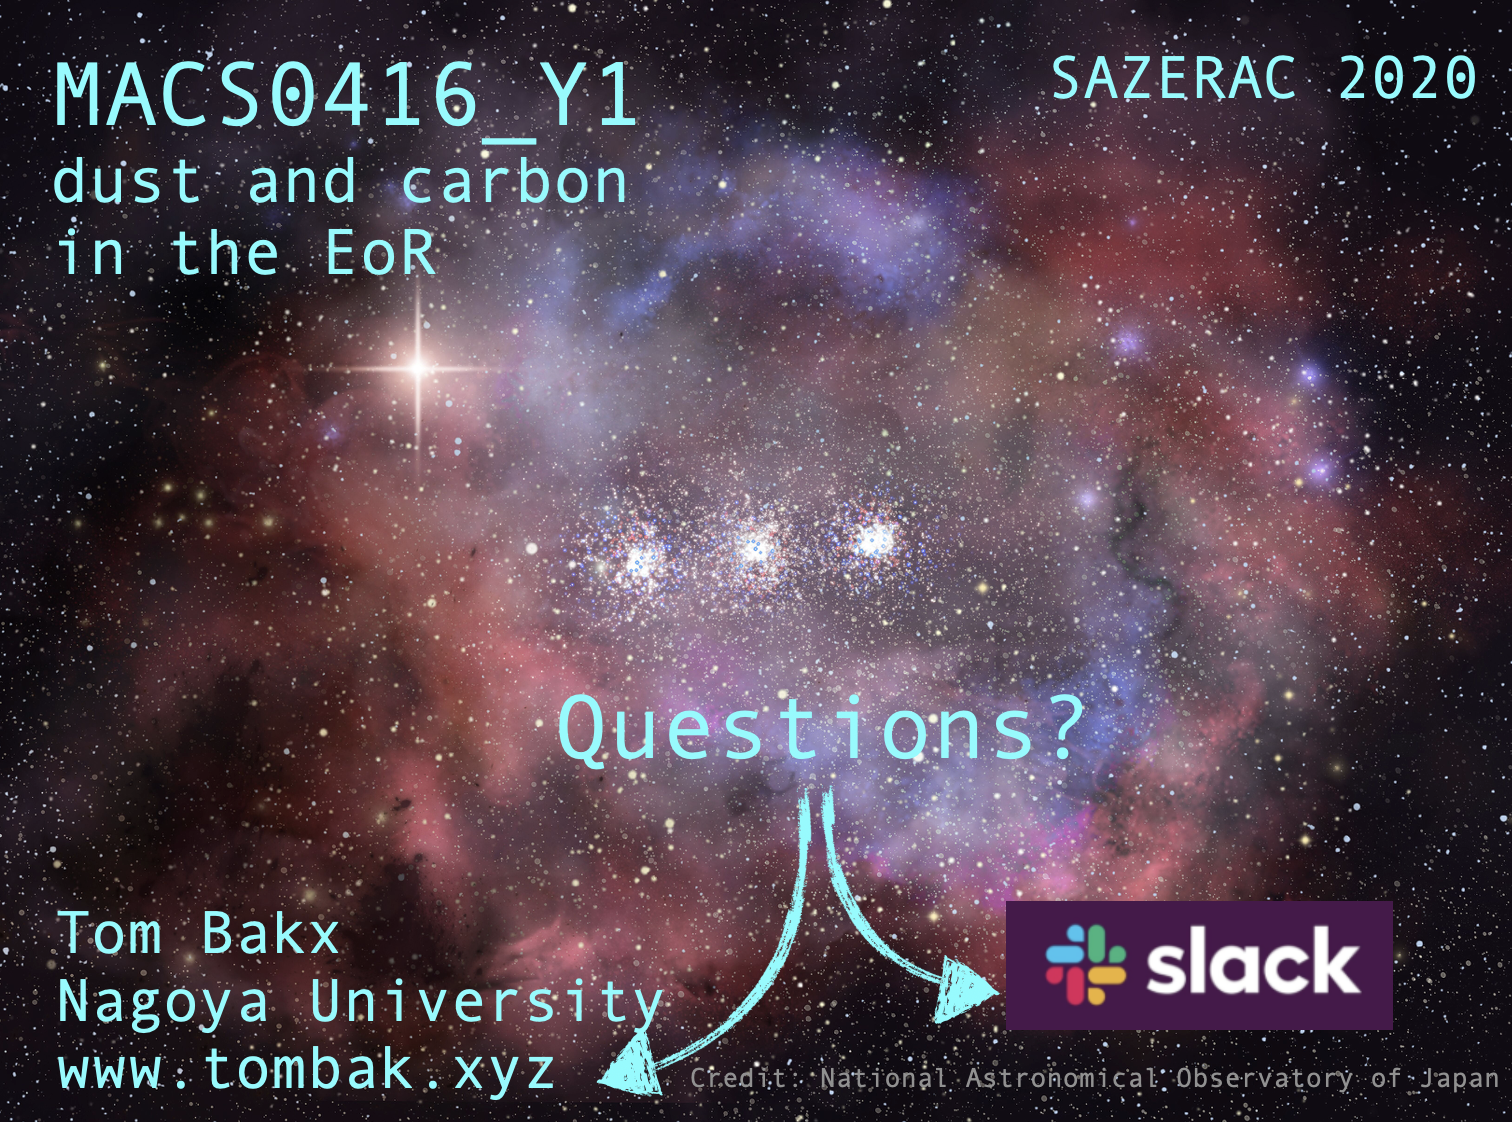 MACS0416_Y1
SAZERAC 2020
dust and carbon
in the EoR
Questions?
Tom Bakx
Nagoya University
www.tombak.xyz
slack
Credit: National Astronomical Observatory of Japan